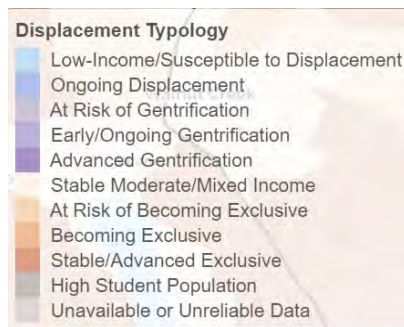 Displacement Typology
Low-Income/Susceptible to Displacement
Ongoing Displacement
At Risk of Gentrification
Early/Ongoing Gentrification
Advanced Gentrification
Stable Moderate/Mixed Income
At Risk of Becoming Exclusive
Becoming Exclusive
Stable/Advanced Exclusive
High Student Population
Unavailable or Unreliable Data